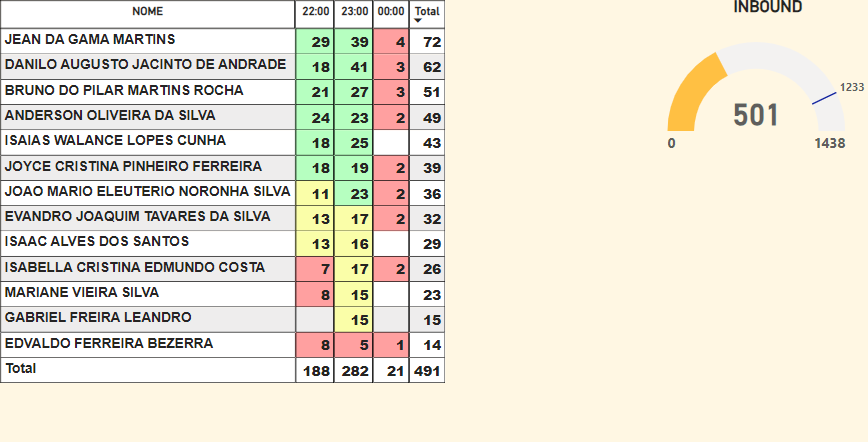 NOME 22:00 23:00 00:00 Total
JEAN DA GAMA MARTINS 29 39 4 72
DANILO AUGUSTO JACINTO DE ANDRADE 18 41 3 62
BRUNO DO PILAR MARTINS ROCHA 21 27 3 51
ANDERSON OLIVEIRA DA SILVA 24 23 2 49
ISAIAS WALANCE LOPES CUNHA 18 25 43
JOYCE CRISTINA PINHEIRO FERREIRA 18 19 2 39
JOAO MARIO ELEUTERIO NORONHA SILVA 11 23 2 36
EVANDRO JOAQUIM TAVARES DA SILVA 13 17 2 32
ISAAC ALVES DOS SANTOS 13 16 29
ISABELLA CRISTINA EDMUNDO COSTA 7 17 2 26
MARIANE VIEIRA SILVA 8 15 23
GABRIEL FREIRA LEANDRO 15 15
EDVALDO FERREIRA BEZERRA 8 5 1 14
Total 188 282 21 491
INBOUND
1233
501
0 1438